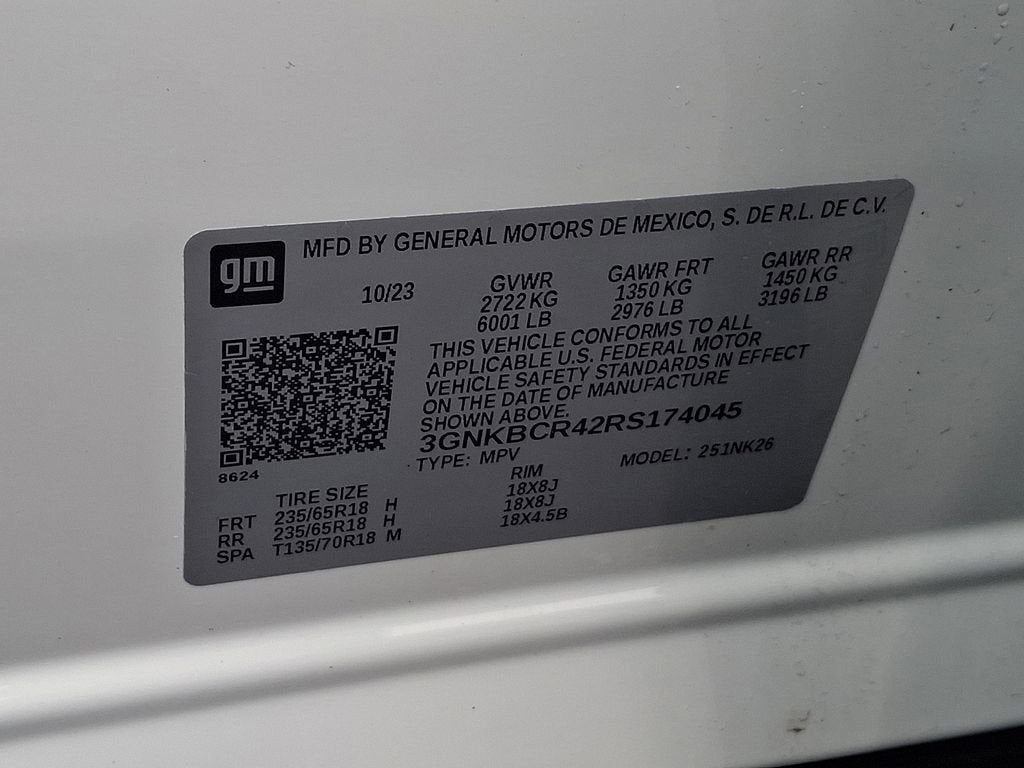 gm
MFD BY GENERAL MOTORS DE MEXICO, S. DE R.L. DE C.V.
10/23 GVWR GAWR FRT GAWR RR
2722 KG 1350 KG 1450 KG
6001 LB 2976 LB 3196 LB
THIS VEHICLE CONFORMS TO ALL
APPLICABLE U.S. FEDERAL MOTOR
VEHICLE SAFETY STANDARDS IN EFFECT
ON THE DATE OF MANUFACTURE
SHOWN ABOVE.
3GNKBCR42RS174045
TYPE: MPV MODEL: 251NK26
8624
TIRE SIZE RIM
FRT 235/65R18 H 18X8J
RR 235/65R18 H 18X8J
SPA T135/70R18 M 18X4.5B